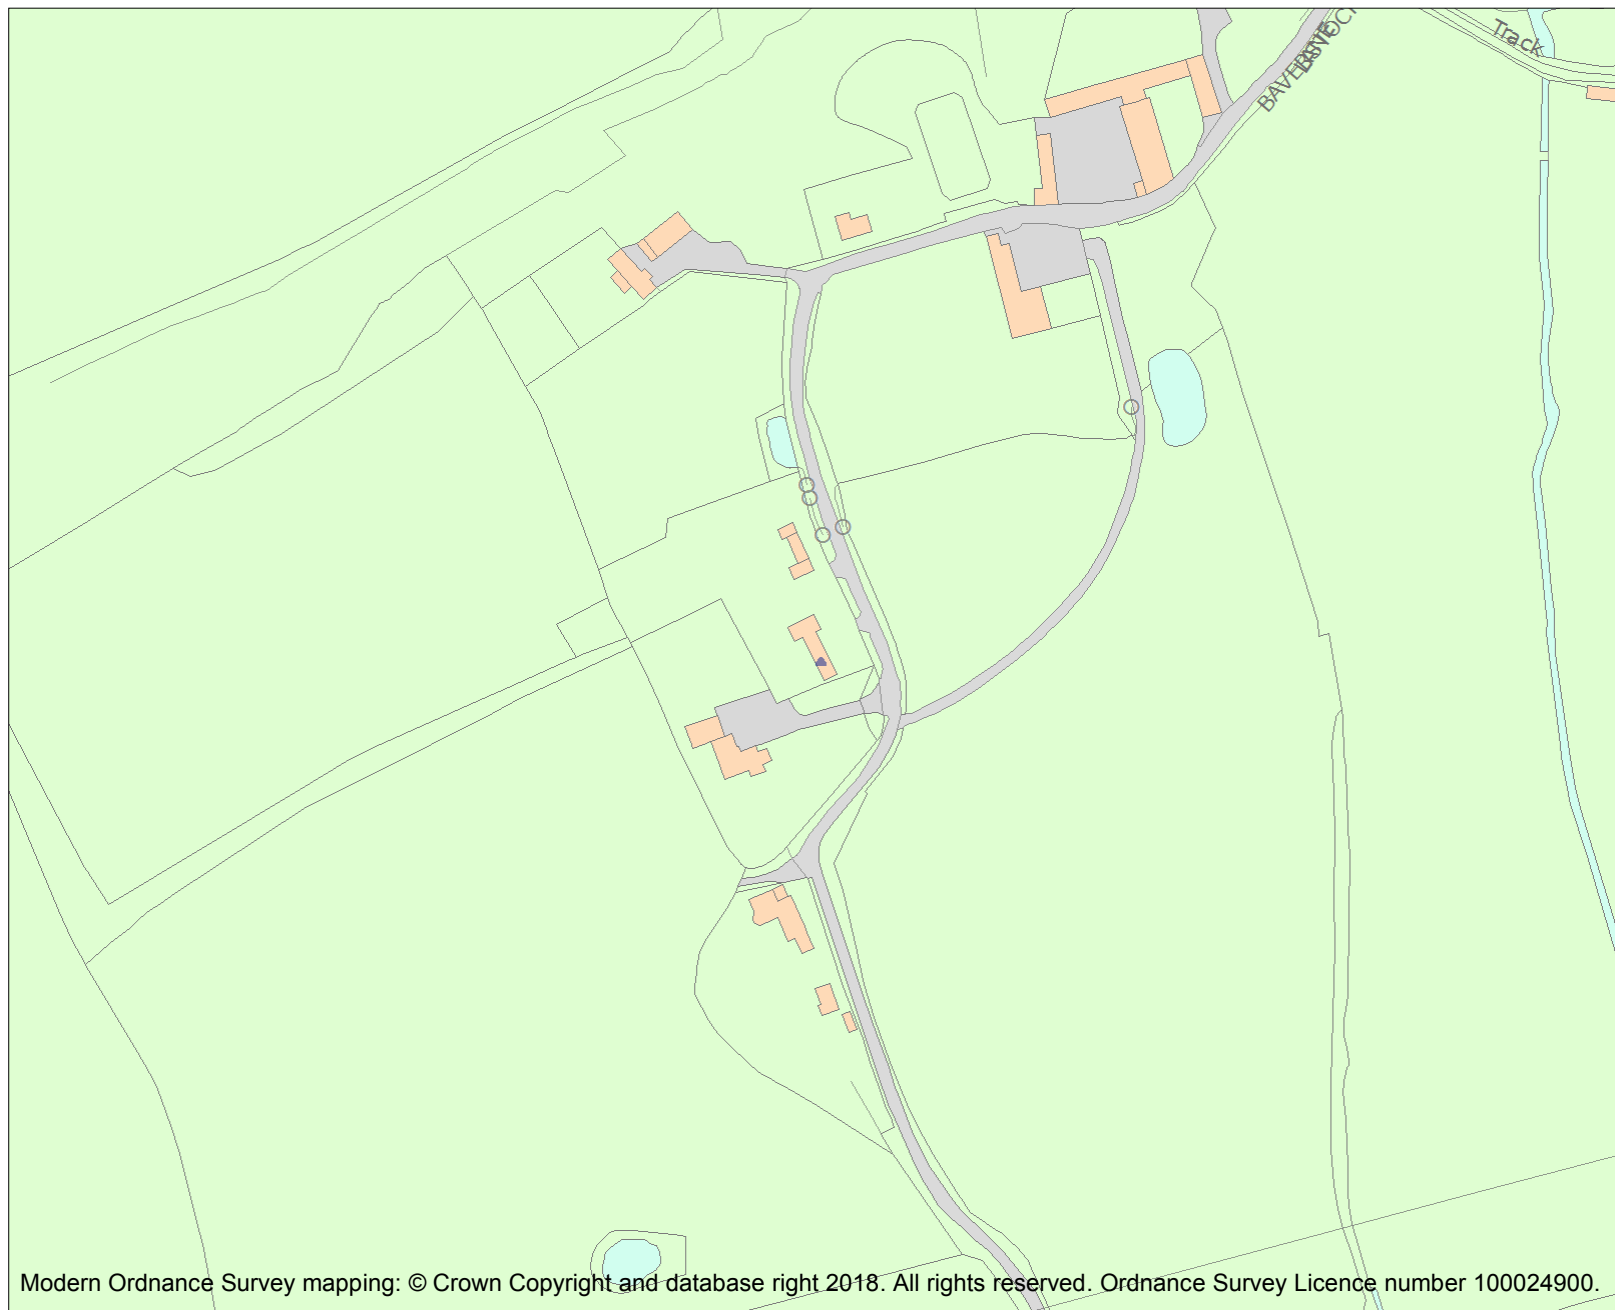 Track
Modern Ordnance Survey mapping: © Crown Copyright and database right 2018. All rights reserved. Ordnance Survey Licence number 100024900.